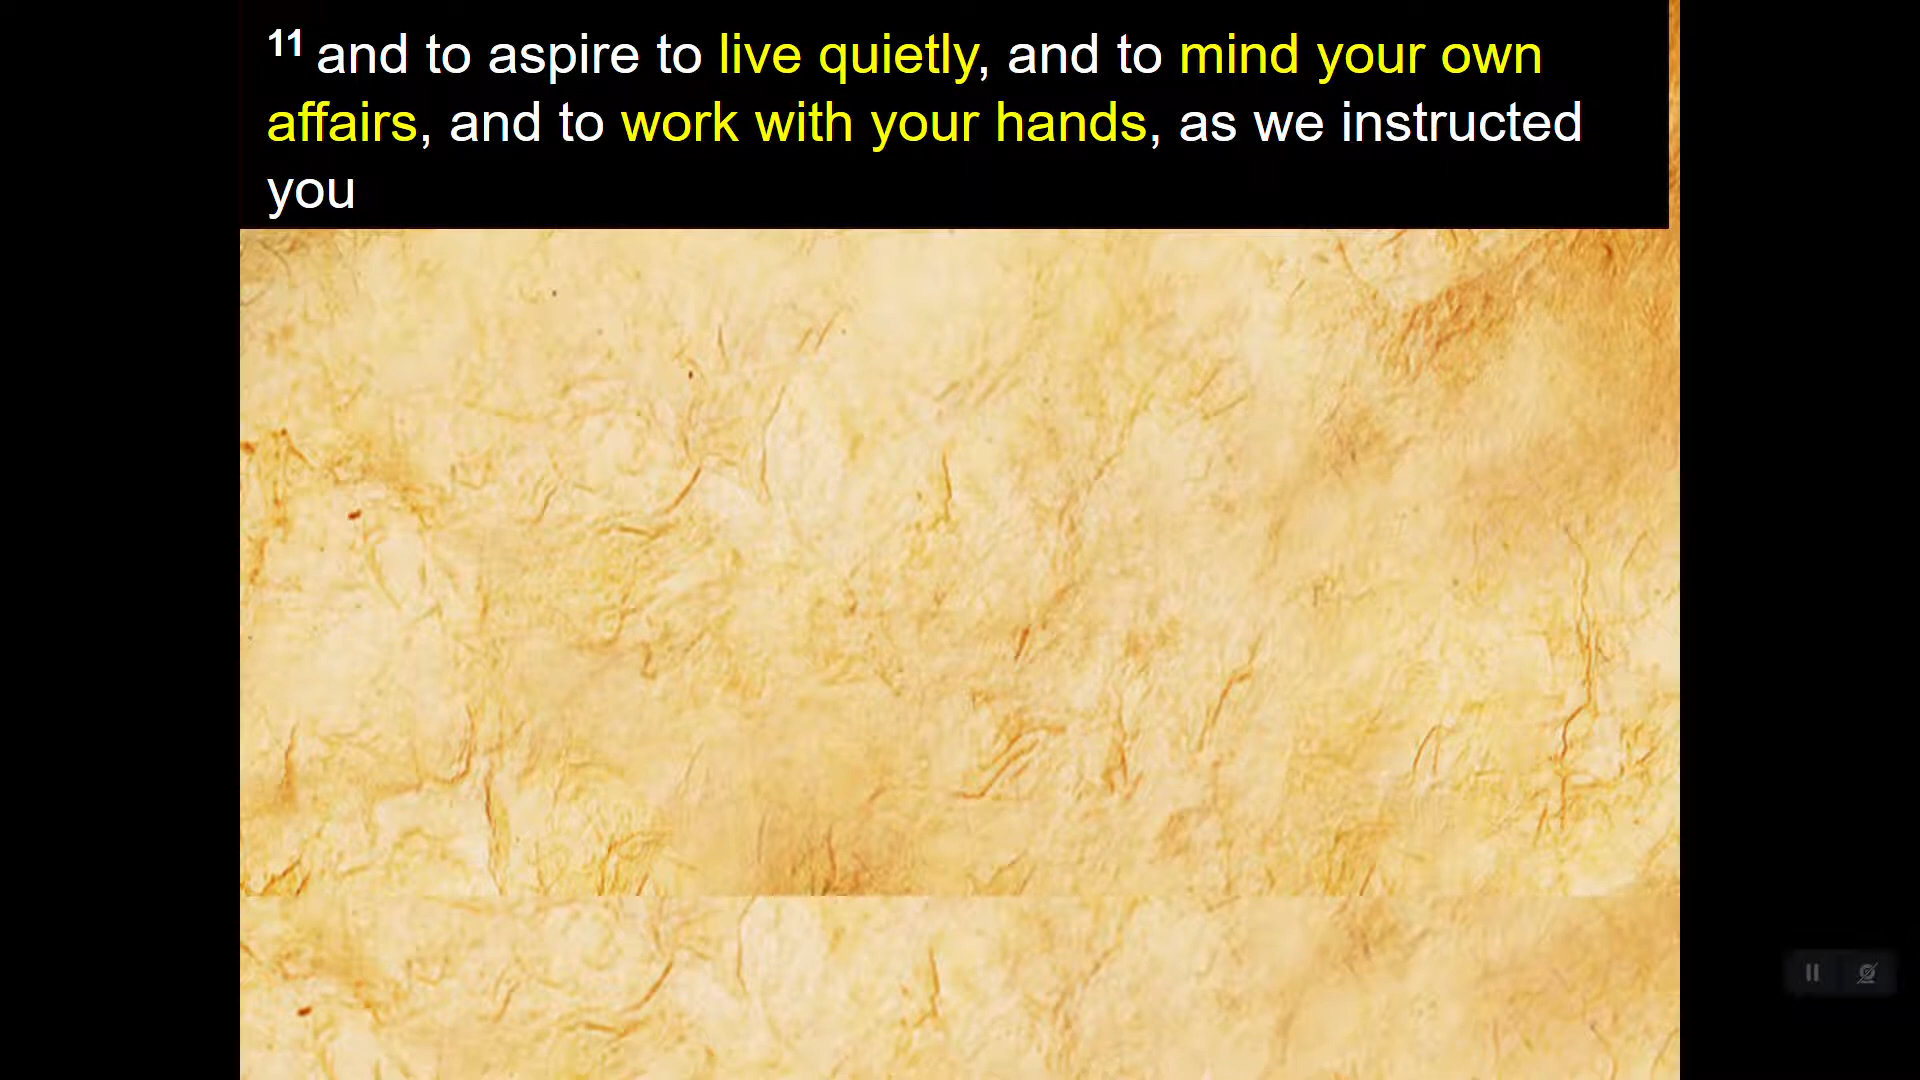 11 and to aspire to live quietly, and to mind your own
affairs, and to work with your hands, as we instructed
you